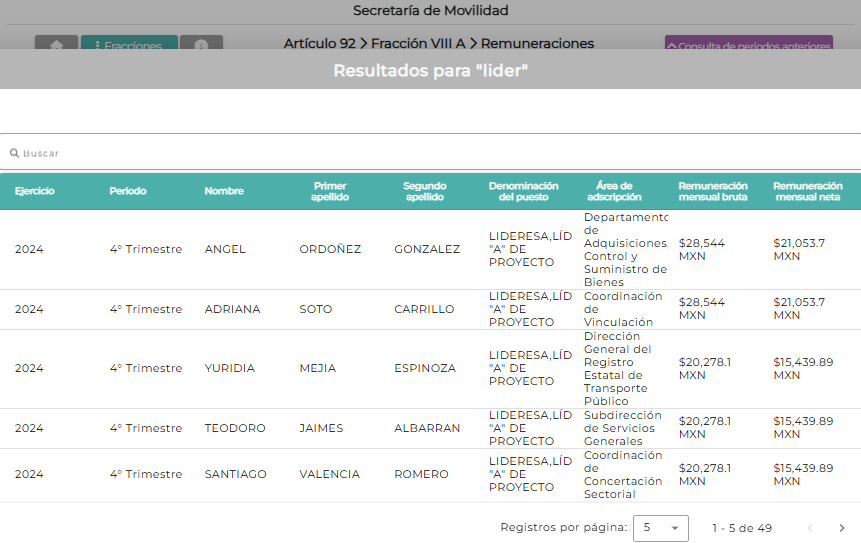 Secretaría de Movilidad
Fracciones
Artículo 92 > Fracción VIII A > Remuneraciones
Consulta de periodos anteriores
Resultados para "lider"
Buscar
Ejercicio Periodo Nombre Primer apellido Segundo apellido Denominación del puesto Área de adscripción Remuneración mensual bruta Remuneración mensual neta
2024 4° Trimestre ANGEL ORDOÑEZ GONZALEZ LIDERESA,LÍD "A" DE PROYECTO Departamento de Adquisiciones, Control y Suministro de Bienes $28,544 MXN $21,053.7 MXN
2024 4° Trimestre ADRIANA SOTO CARRILLO LIDERESA,LÍD "A" DE PROYECTO Coordinación de Vinculación $28,544 MXN $21,053.7 MXN
2024 4° Trimestre YURIDIA MEJIA ESPINOZA LIDERESA,LÍD "A" DE PROYECTO Dirección General del Registro Estatal de Transporte Público $20,278.1 MXN $15,439.89 MXN
2024 4° Trimestre TEODORO JAIMES ALBARRAN LIDERESA,LÍD "A" DE PROYECTO Subdirección de Servicios Generales $20,278.1 MXN $15,439.89 MXN
2024 4° Trimestre SANTIAGO VALENCIA ROMERO LIDERESA,LÍD "A" DE PROYECTO Coordinación de Concertación Sectorial $20,278.1 MXN $15,439.89 MXN
Registros por página: 5 1 - 5 de 49